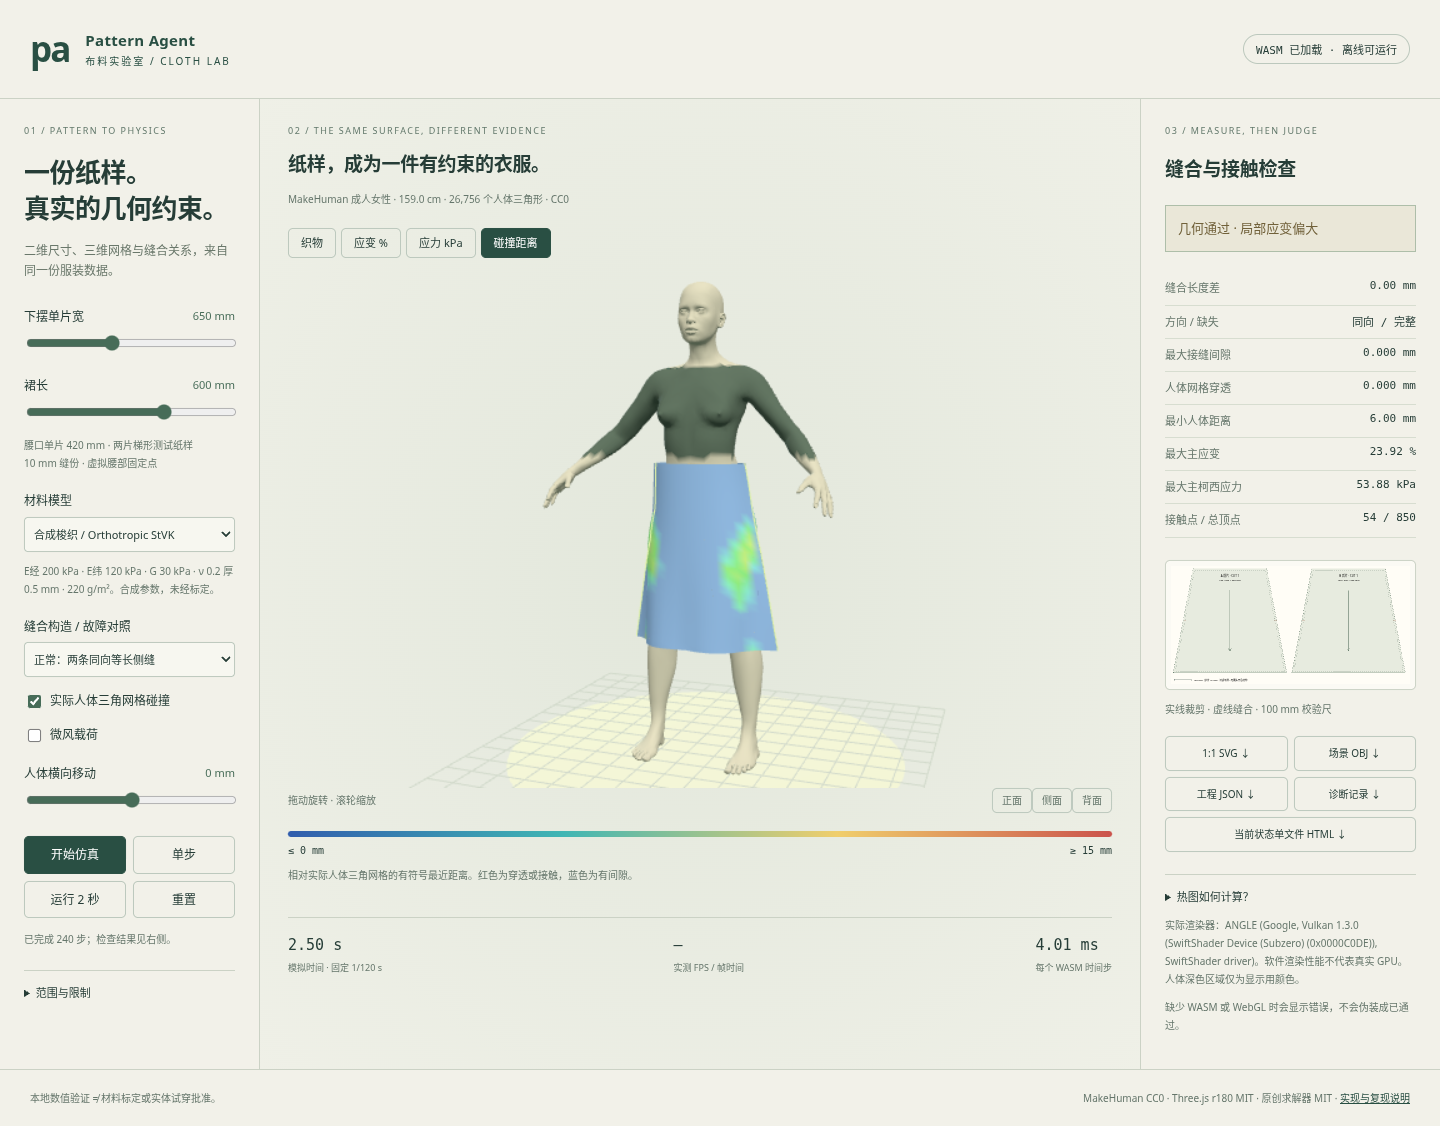 pa
Pattern Agent
布料实验室 / CLOTH LAB
WASM 已加载 · 离线可运行
01 / PATTERN TO PHYSICS
一份纸样。
真实的几何约束。
二维尺寸、三维网格与缝合关系，来自
同一份服装数据。
下摆单片宽 650 mm
裙长 600 mm
腰口单片 420 mm · 两片梯形测试纸样
10 mm 缝份 · 虚拟腰部固定点
材料模型
合成梭织 / Orthotropic StVK
E经 200 kPa · E纬 120 kPa · G 30 kPa · ν 0.2 厚
0.5 mm · 220 g/m²。合成参数，未经标定。
缝合构造 / 故障对照
正常：两条同向等长侧缝
实际人体三角网格碰撞
微风载荷
人体横向移动 0 mm
开始仿真 单步
运行 2 秒 重置
已完成 240 步；检查结果见右侧。
▶ 范围与限制
02 / THE SAME SURFACE, DIFFERENT EVIDENCE
纸样，成为一件有约束的衣服。
MakeHuman 成人女性 · 159.0 cm · 26,756 个人体三角形 · CC0
织物 应变 % 应力 kPa 碰撞距离
拖动旋转 · 滚轮缩放
正面 侧面 背面
≤ 0 mm ≥ 15 mm
相对实际人体三角网格的有符号最近距离。红色为穿透或接触，蓝色为有间隙。
2.50 s — 4.01 ms
模拟时间 · 固定 1/120 s 实测 FPS / 帧时间 每个 WASM 时间步
03 / MEASURE, THEN JUDGE
缝合与接触检查
几何通过 · 局部应变偏大
缝合长度差 0.00 mm
方向 / 缺失 同向 / 完整
最大接缝间隙 0.000 mm
人体网格穿透 0.000 mm
最小人体距离 6.00 mm
最大主应变 23.92 %
最大主柯西应力 53.88 kPa
接触点 / 总顶点 54 / 850
实线裁剪 · 虚线缝合 · 100 mm 校验尺
1:1 SVG ↓ 场景 OBJ ↓
工程 JSON ↓ 诊断记录 ↓
当前状态单文件 HTML ↓
▶ 热图如何计算？
实际渲染器：ANGLE (Google, Vulkan 1.3.0
(SwiftShader Device (Subzero) (0x0000C0DE)),
SwiftShader driver)。软件渲染性能不代表真实 GPU。
人体深色区域仅为显示用颜色。
缺少 WASM 或 WebGL 时会显示错误，不会伪装成已通
过。
本地数值验证 ≠ 材料标定或实体试穿批准。
MakeHuman CC0 · Three.js r180 MIT · 原创求解器 MIT · 实现与复现说明